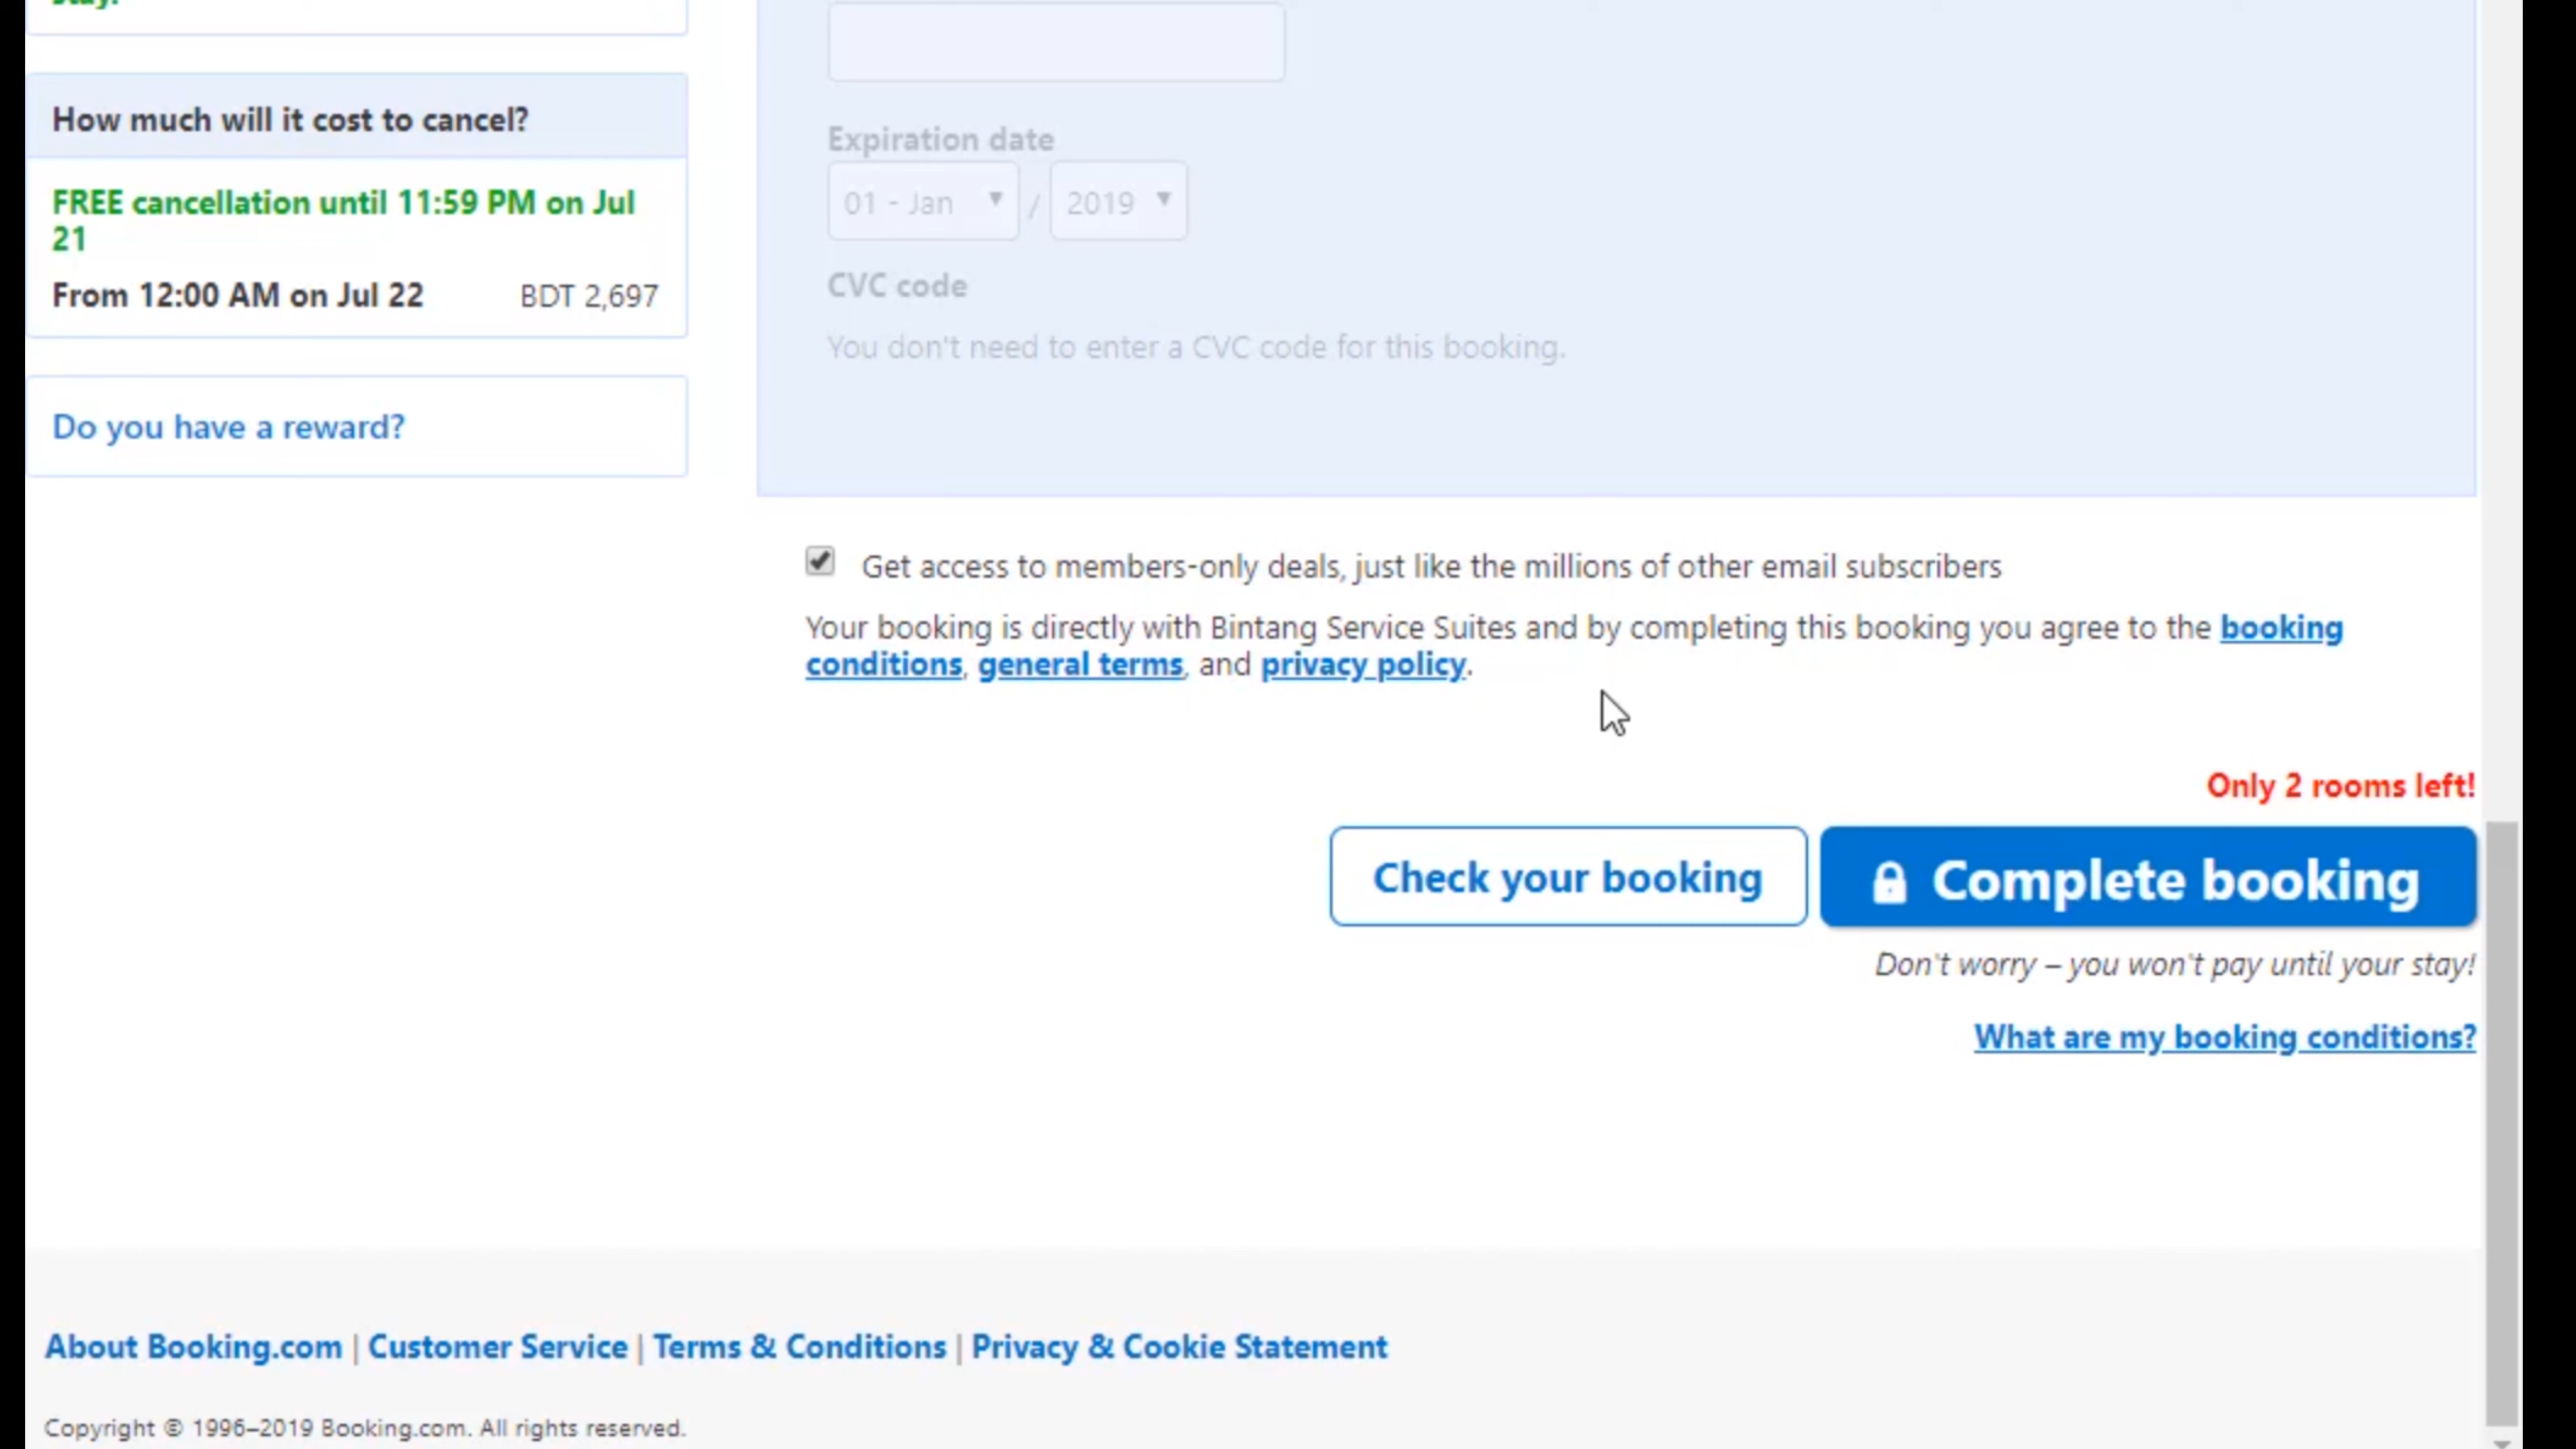 stay.
How much will it cost to cancel?
FREE cancellation until 11:59 PM on Jul
21
From 12:00 AM on Jul 22 BDT 2,697
Do you have a reward?
Expiration date
01 - Jan / 2019
CVC code
You don't need to enter a CVC code for this booking.
Get access to members-only deals, just like the millions of other email subscribers
Your booking is directly with Bintang Service Suites and by completing this booking you agree to the booking
conditions, general terms, and privacy policy.
Only 2 rooms left!
Check your booking
Complete booking
Don't worry – you won't pay until your stay!
What are my booking conditions?
About Booking.com | Customer Service | Terms & Conditions | Privacy & Cookie Statement
Copyright © 1996–2019 Booking.com. All rights reserved.